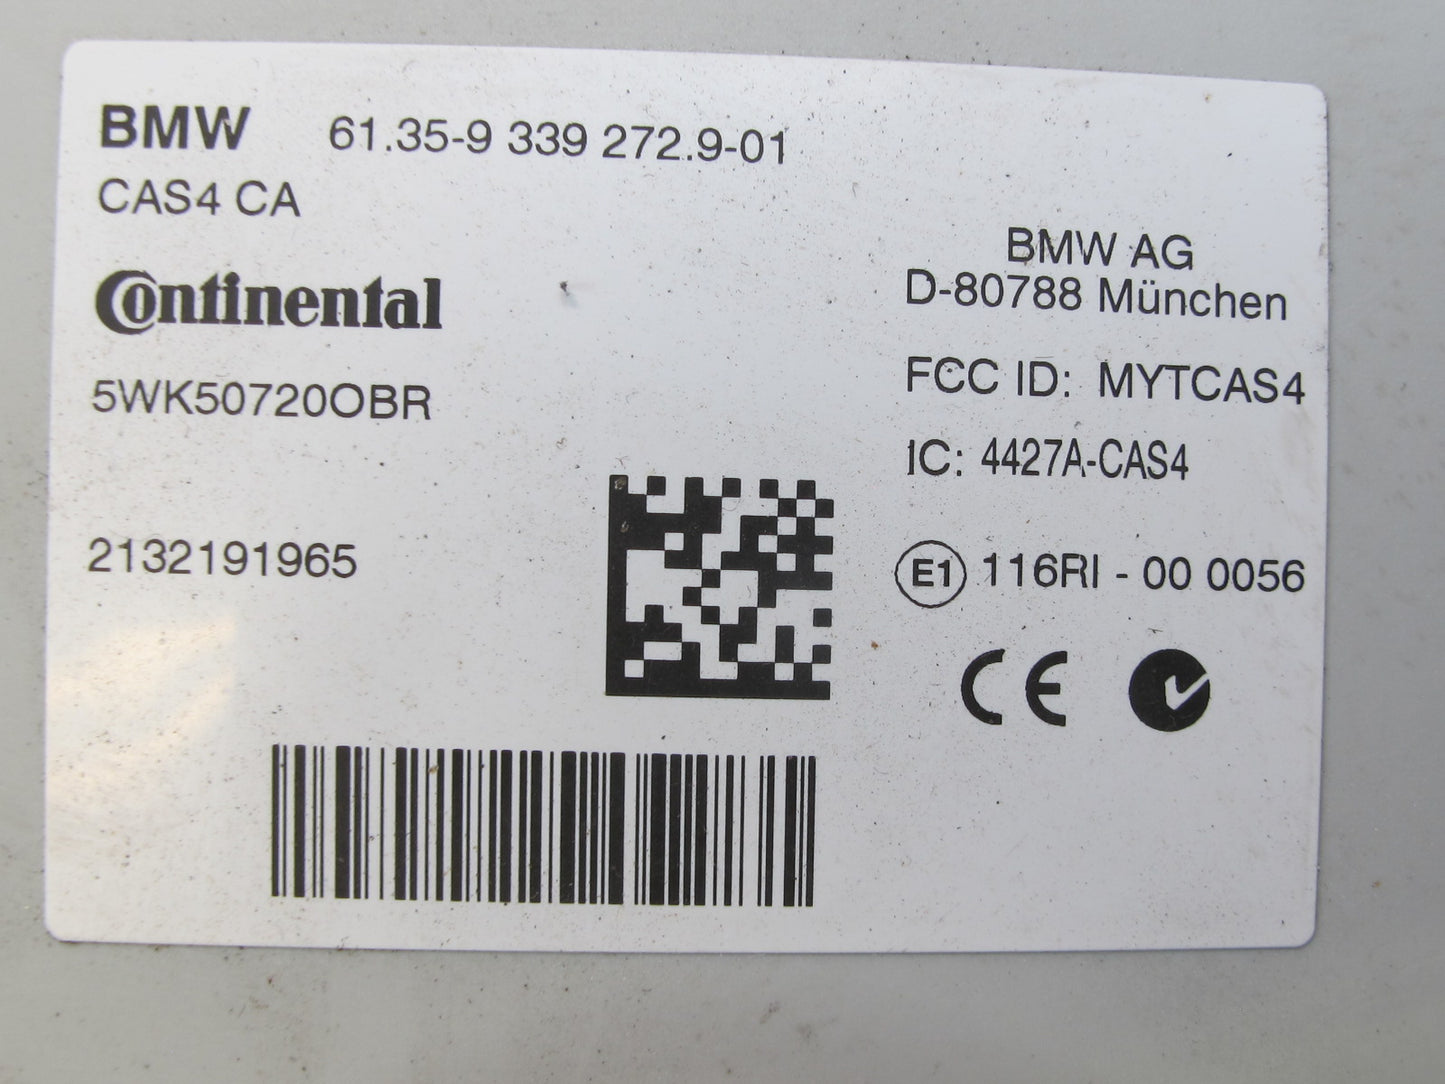 BMW 61.35-9 339 272.9-01
CAS4 CA
Continental
5WK50720OBR
2132191965
BMW AG
D-80788 München
FCC ID: MYTCAS4
IC: 4427A-CAS4
E1 116RI - 00 0056
CE